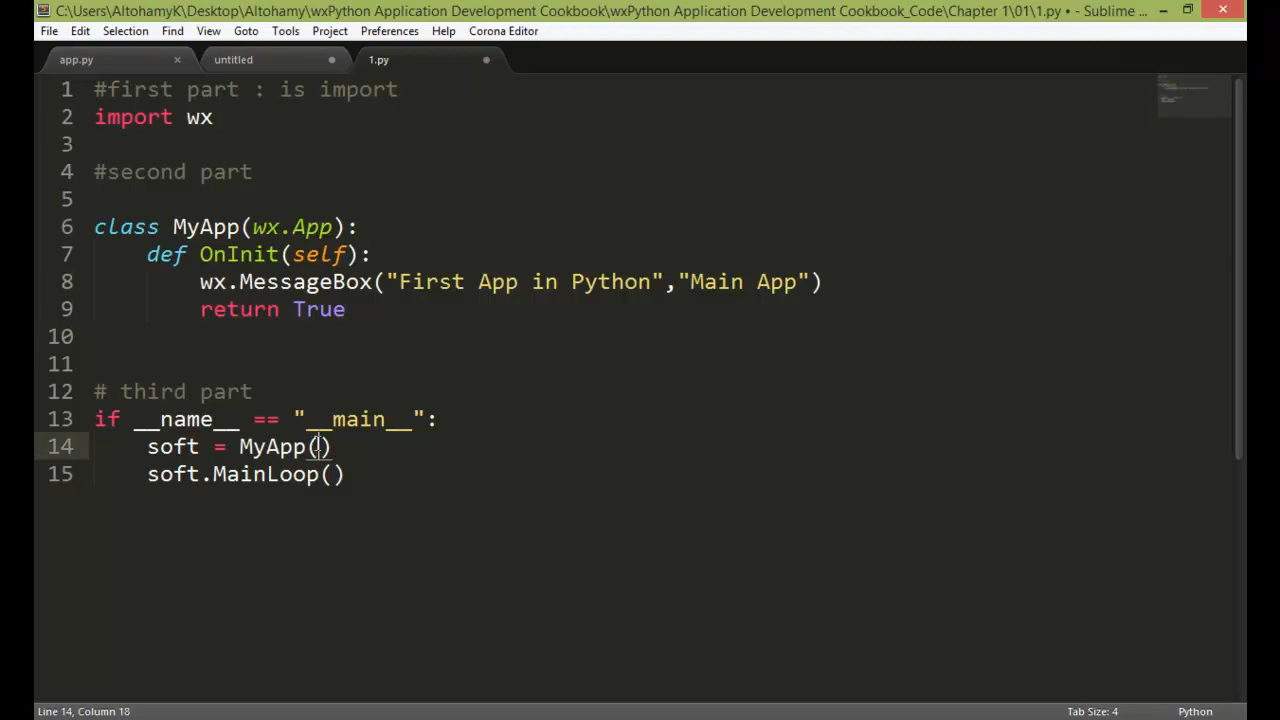 C:\Users\AltohamyK\Desktop\Altohamy\wxPython Application Development Cookbook\wxPython Application Development Cookbook_Code\Chapter 1\01\1.py • - Sublime ...
File Edit Selection Find View Goto Tools Project Preferences Help Corona Editor
app.py untitled 1.py
1 #first part : is import
2 import wx
3
4 #second part
5
6 class MyApp(wx.App):
7 def OnInit(self):
8 wx.MessageBox("First App in Python","Main App")
9 return True
10
11
12 # third part
13 if __name__ == "__main__":
14 soft = MyApp()
15 soft.MainLoop()
Line 14, Column 18 Tab Size: 4 Python